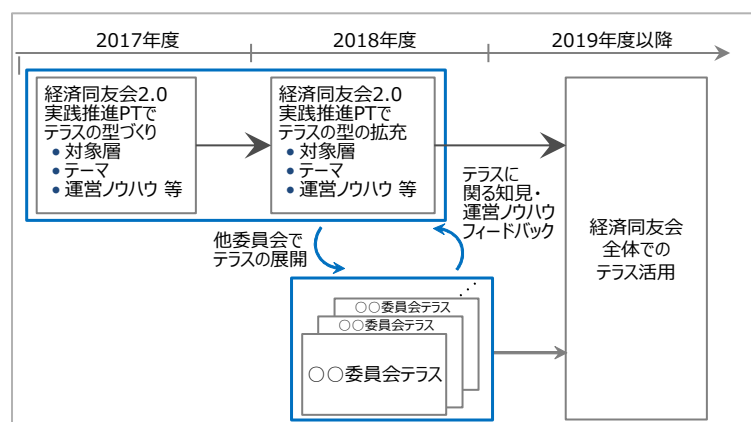 2017年度
2018年度
2019年度以降
経済同友会2.0
実践推進PTで
テラスの型づくり
• 対象層
• テーマ
• 運営ノウハウ 等
経済同友会2.0
実践推進PTで
テラスの型の拡充
• 対象層
• テーマ
• 運営ノウハウ 等
テラスに
関る知見・
運営ノウハウ
フィードバック
他委員会で
テラスの展開
経済同友会
全体での
テラス活用
…
〇〇委員会テラス
〇〇委員会テラス
〇〇委員会テラス